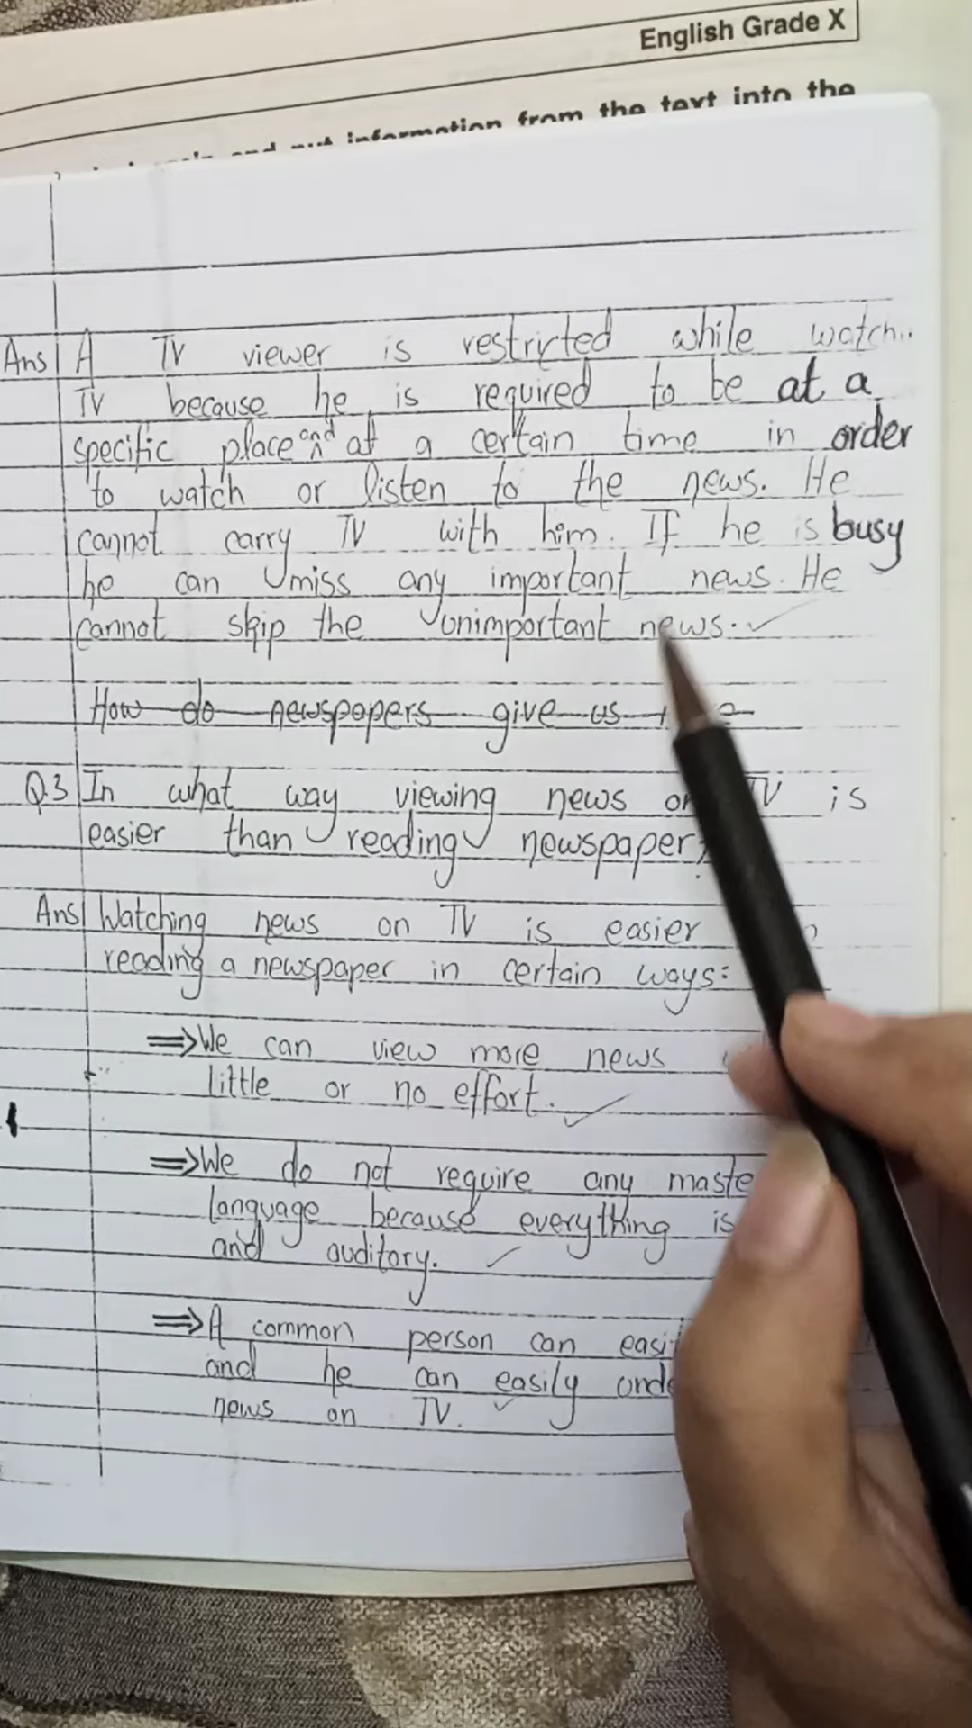 English Grade X
information from the text into the
Ans A TV viewer is restricted while watch..
TV because he is required to be at a
specific place and at a certain time in order
to watch or listen to the news. He
cannot carry TV with him. If he is busy
he can miss any important news. He
cannot skip the unimportant news.
How do newspapers give us
Q.3 In what way viewing news on TV is
easier than reading newspaper?
Ans Watching news on TV is easier
reading a newspaper in certain ways:
⇒ We can view more news
little or no effort.
⇒ We do not require any
language because everything is
and auditory.
⇒ A common person can
and he can easily
news on TV.